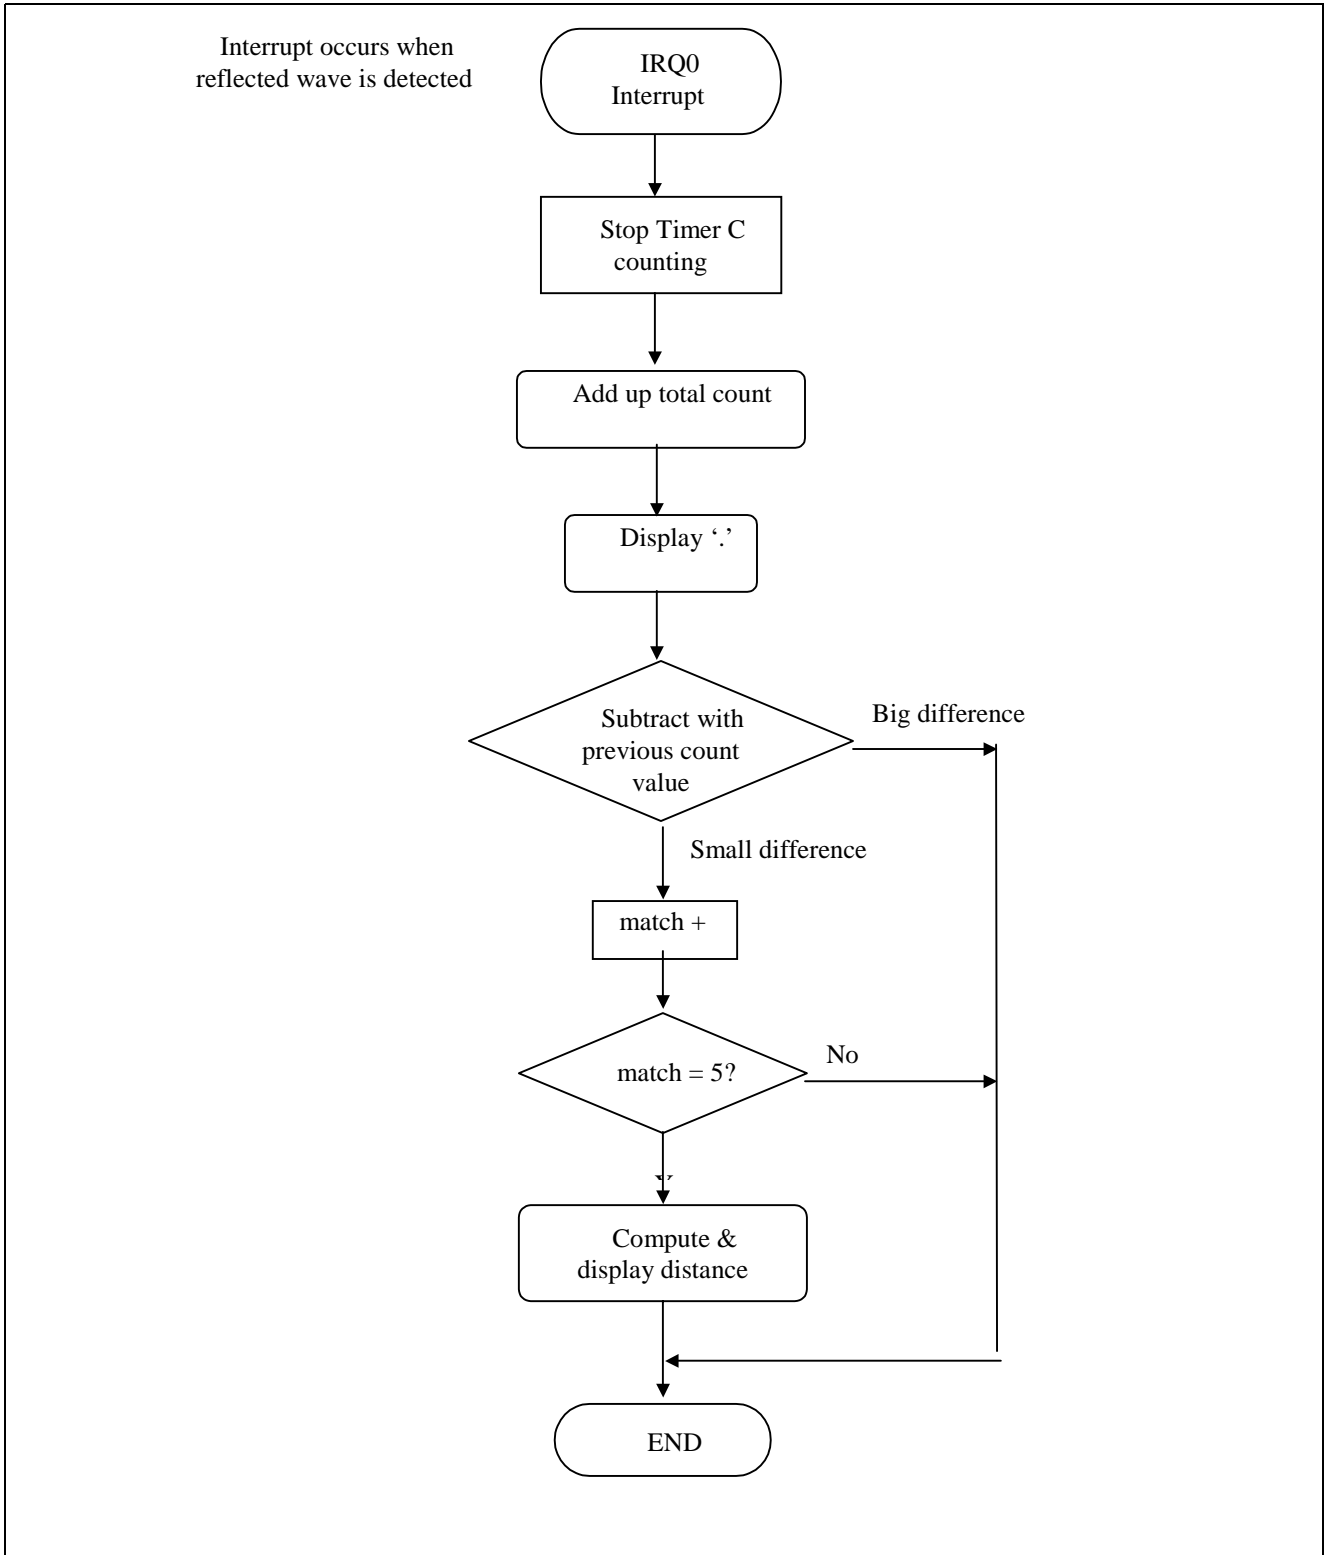 Interrupt occurs when
reflected wave is detected
IRQ0
Interrupt
Stop Timer C
counting
Add up total count
Display ‘.’
Subtract with
previous count
value
Big difference
Small difference
match +
match = 5?
No
Compute &
display distance
END